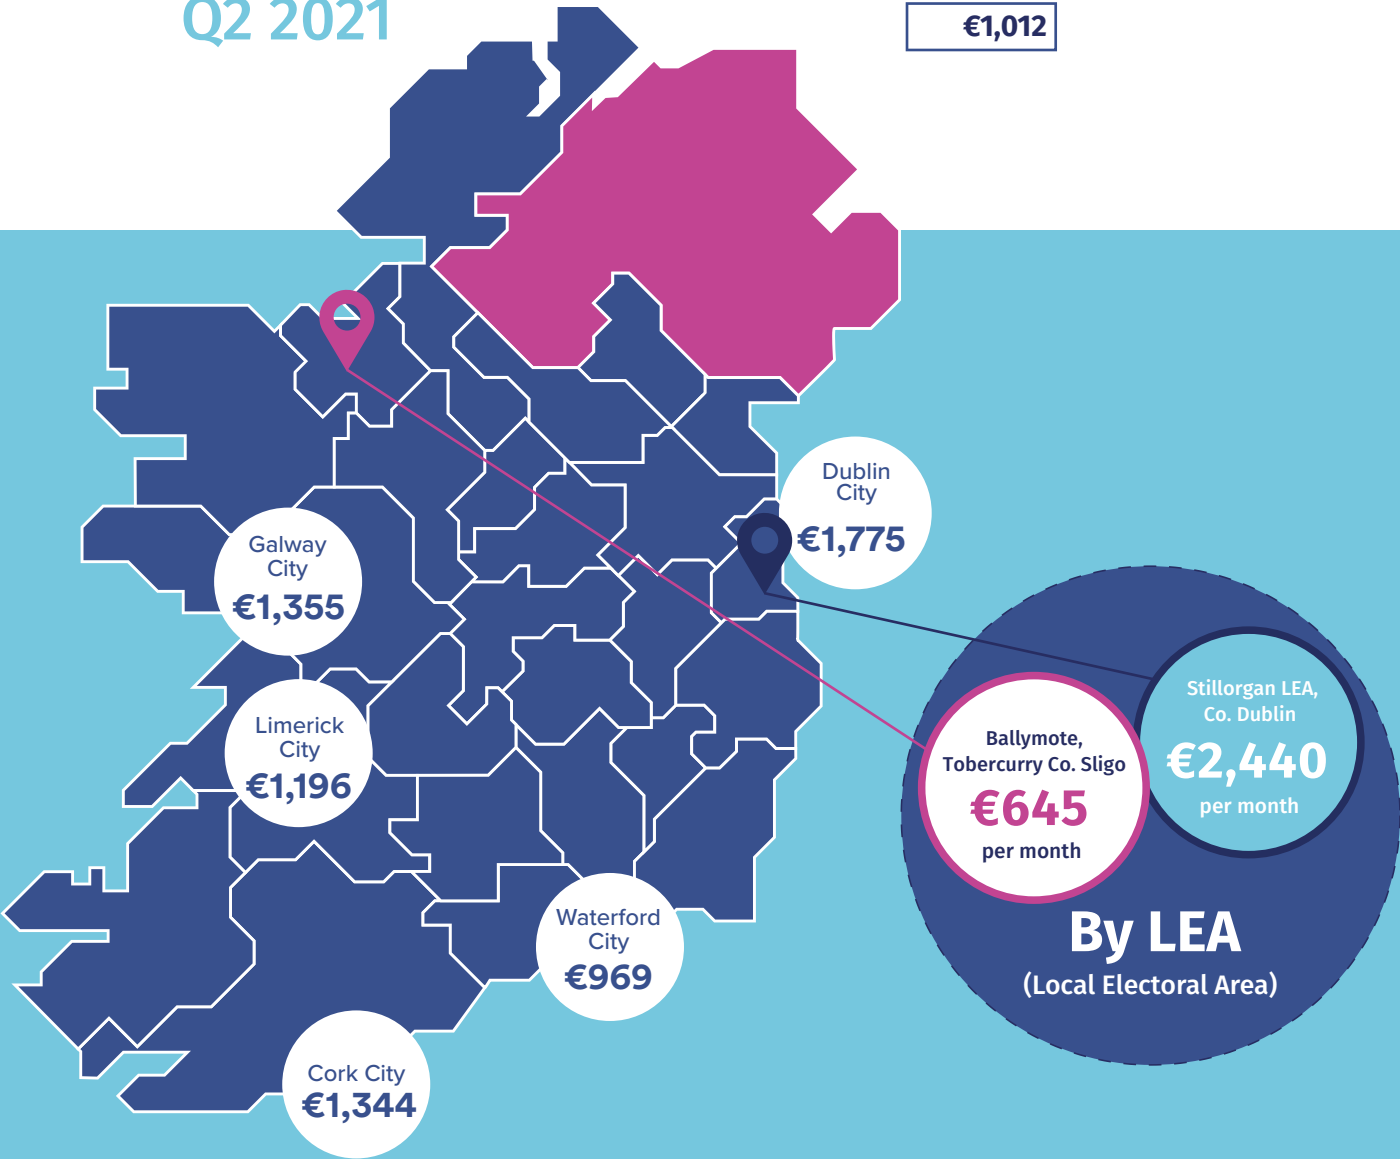 Q2 2021
€1,012
Dublin
City
€1,775
Galway
City
€1,355
Limerick
City
€1,196
Stillorgan LEA,
Co. Dublin
€2,440
per month
Ballymote,
Tobercurry Co. Sligo
€645
per month
By LEA
(Local Electoral Area)
Waterford
City
€969
Cork City
€1,344